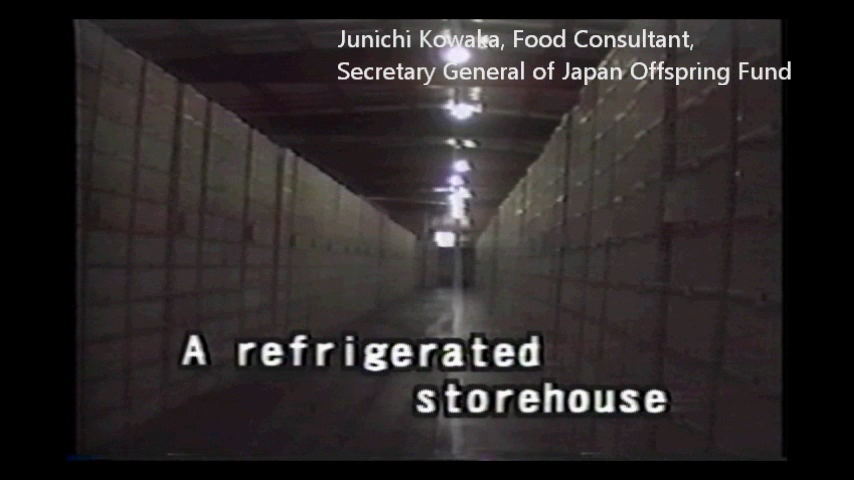 Junichi Kowaka, Food Consultant,
Secretary General of Japan Offspring Fund
A refrigerated
storehouse